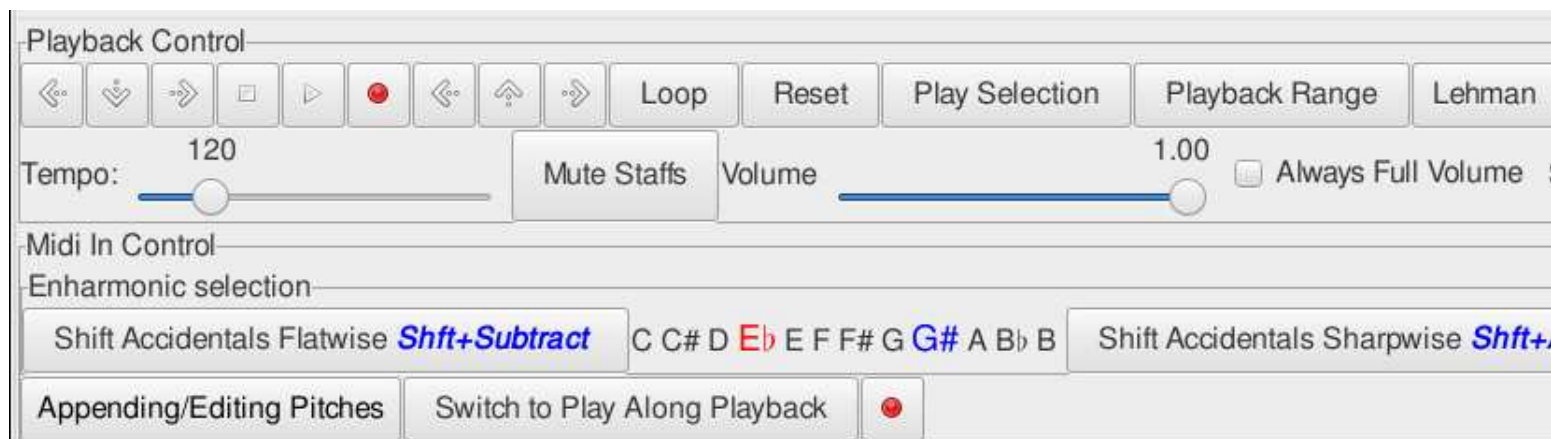 Playback Control
Loop Reset Play Selection Playback Range Lehman
120 1.00
Tempo: Mute Staffs Volume Always Full Volume
Midi In Control
Enharmonic selection
Shift Accidentals Flatwise Shft+Subtract C C# D E♭ E F F# G G# A B♭ B Shift Accidentals Sharpwise Shft+
Appending/Editing Pitches Switch to Play Along Playback